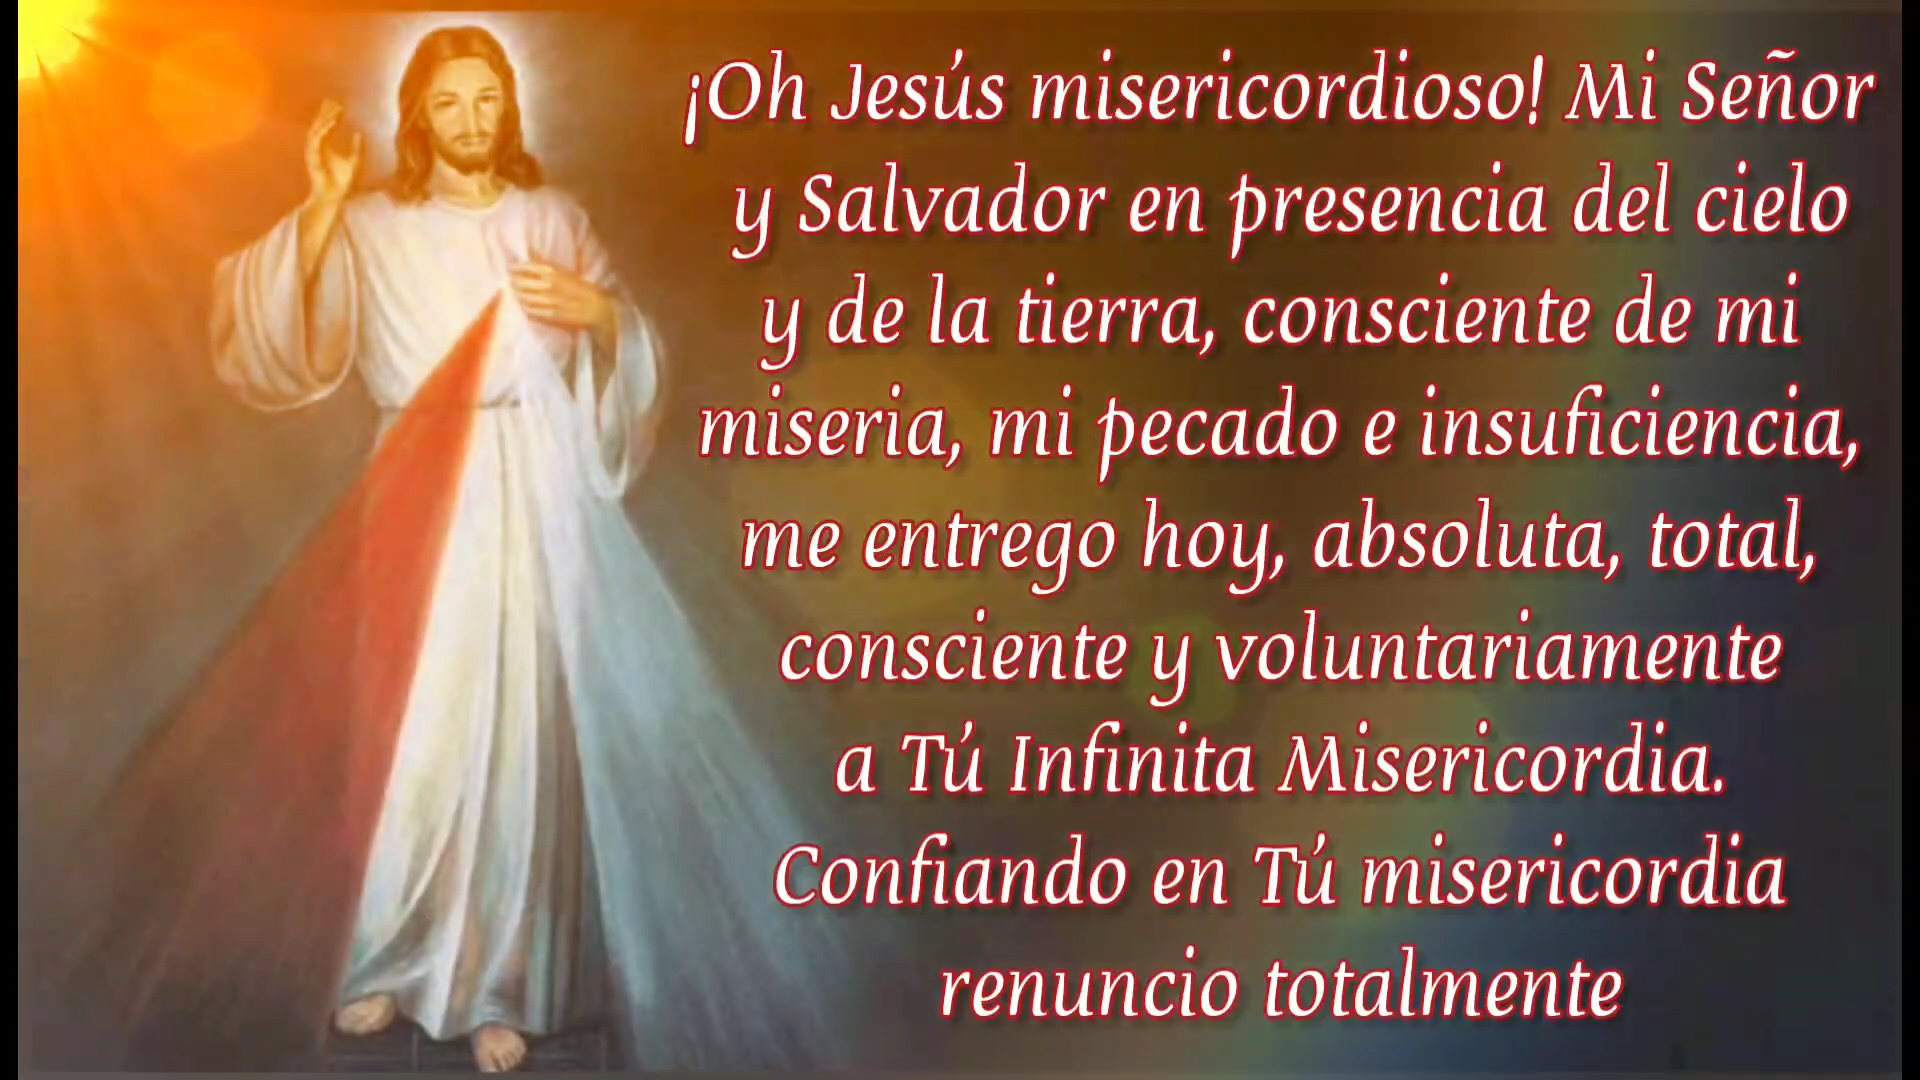 ¡Oh Jesús misericordioso! Mi Señor
y Salvador en presencia del cielo
y de la tierra, consciente de mi
miseria, mi pecado e insuficiencia,
me entrego hoy, absoluta, total,
consciente y voluntariamente
a Tú Infinita Misericordia.
Confiando en Tú misericordia
renuncio totalmente